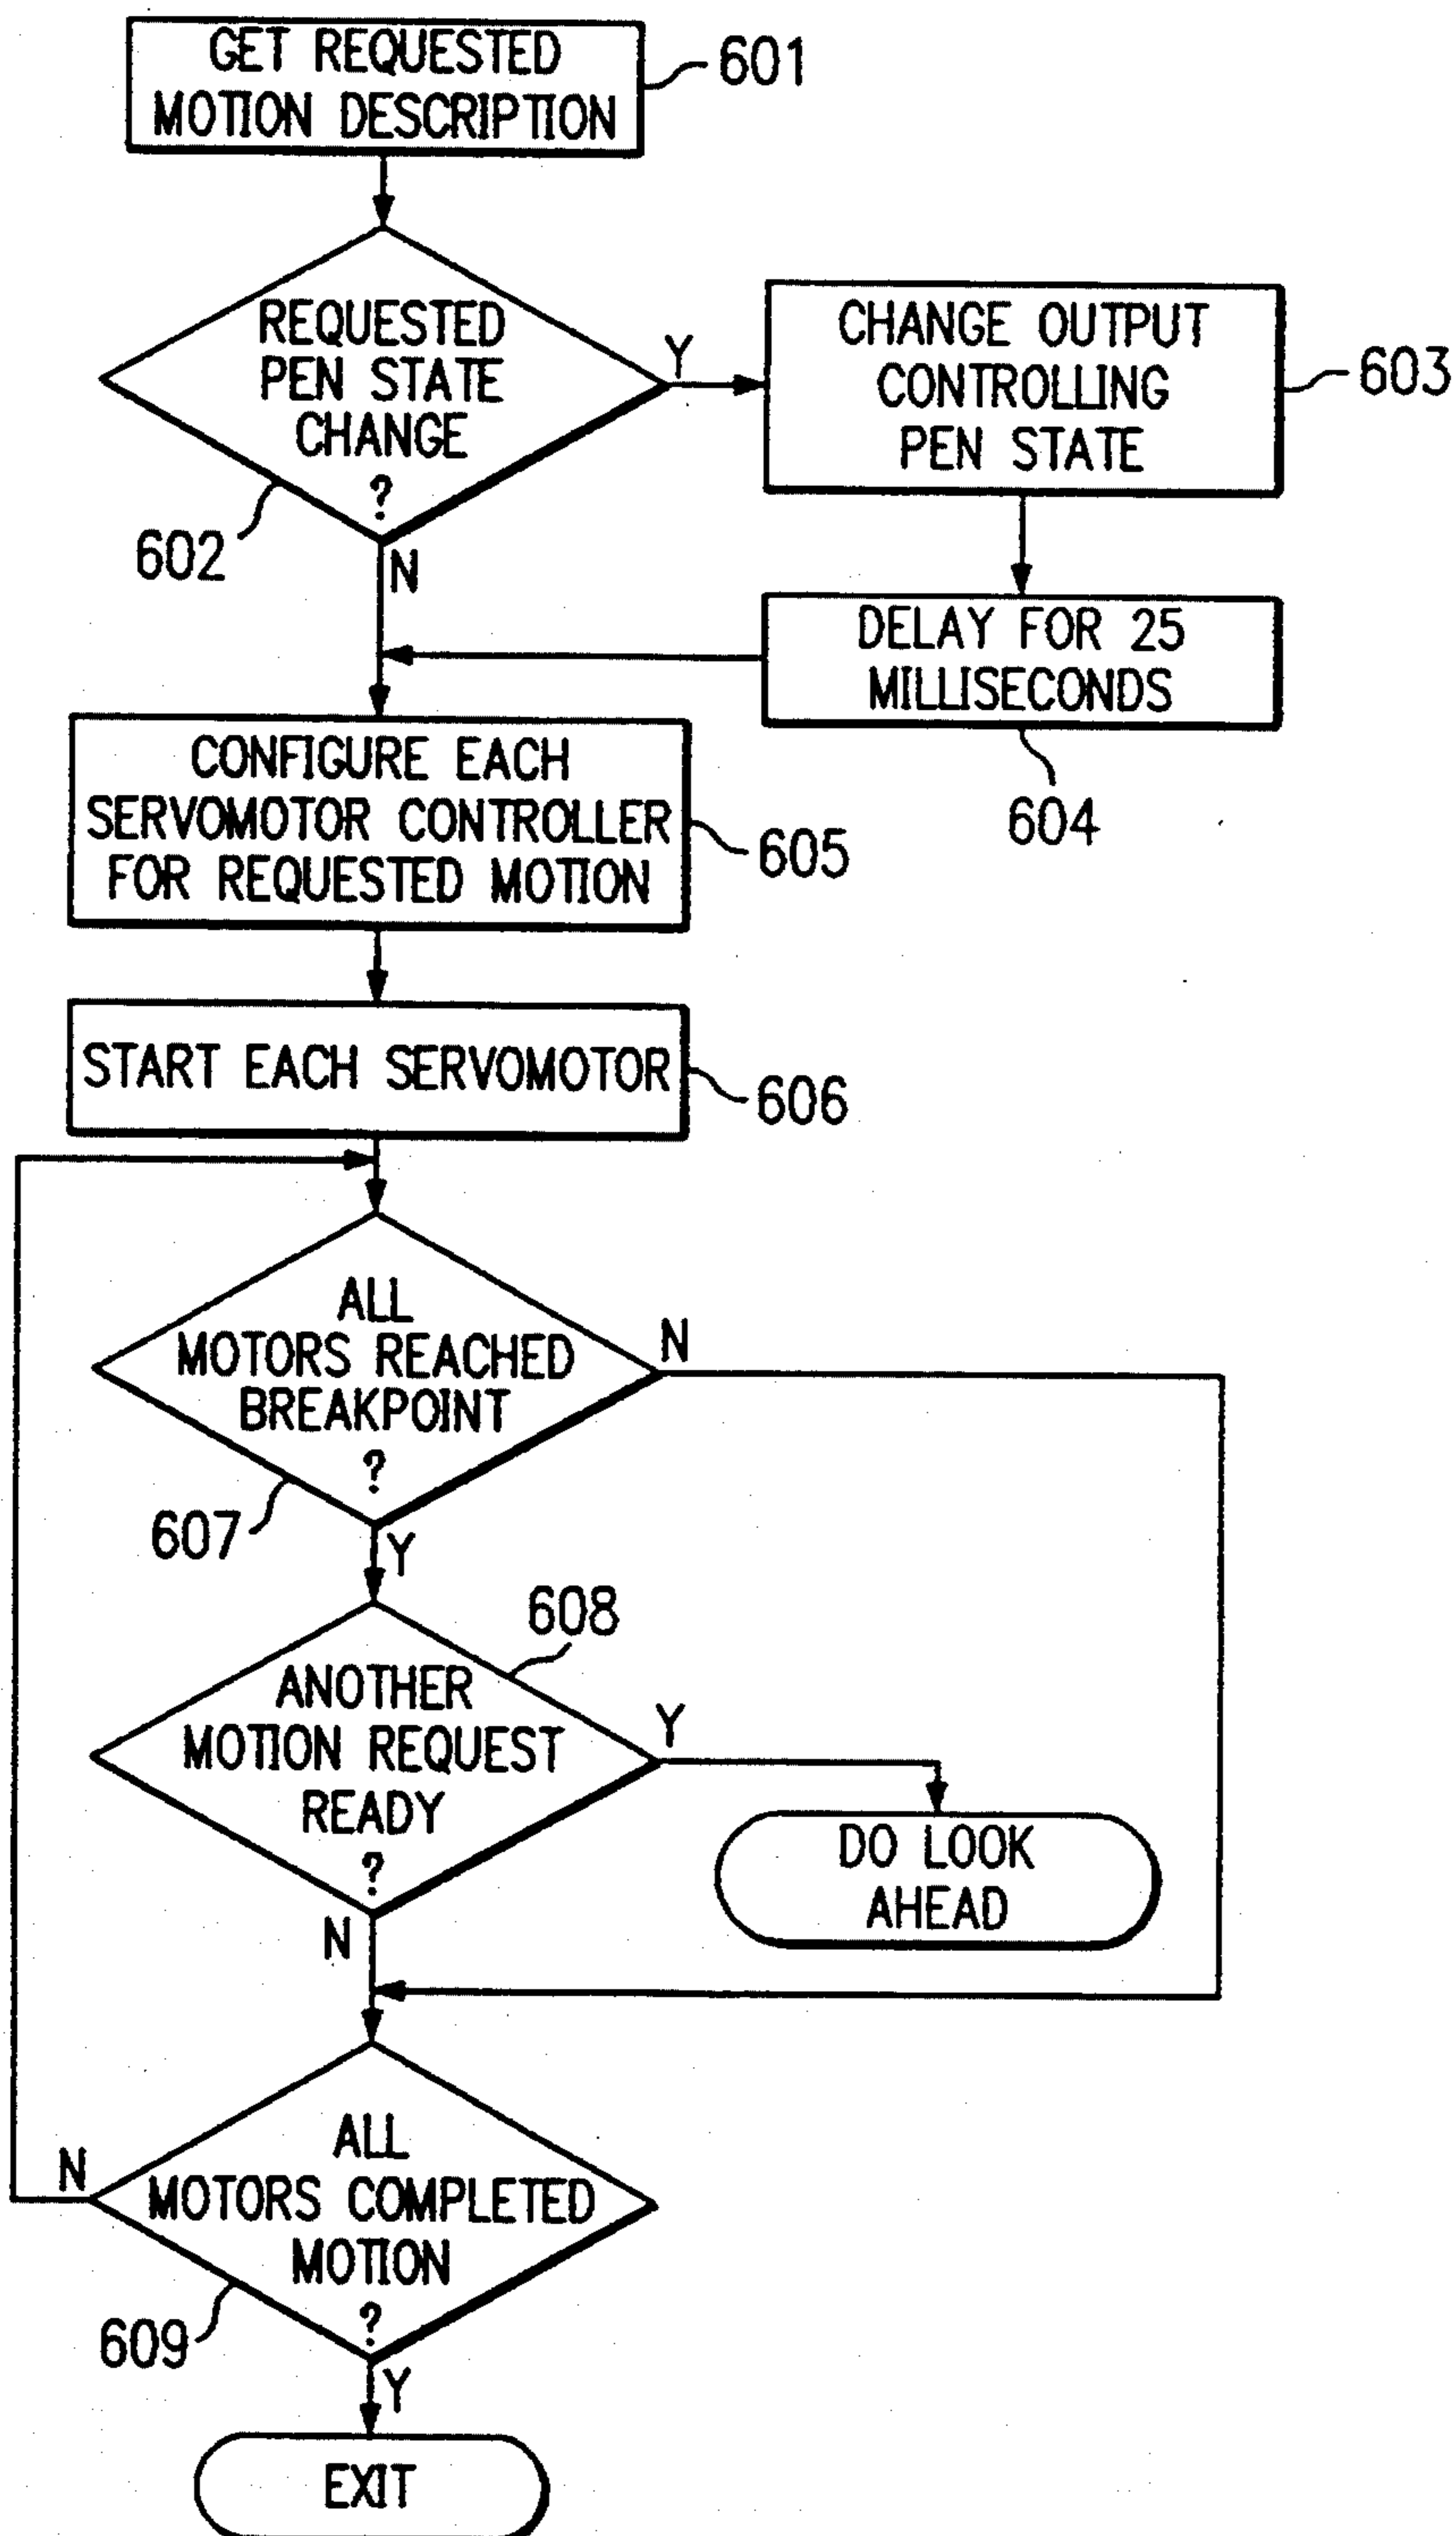 GET REQUESTED
MOTION DESCRIPTION
601
REQUESTED
PEN STATE
CHANGE
?
602
Y
N
CHANGE OUTPUT
CONTROLLING
PEN STATE
603
DELAY FOR 25
MILLISECONDS
604
CONFIGURE EACH
SERVOMOTOR CONTROLLER
FOR REQUESTED MOTION
605
START EACH SERVOMOTOR
606
ALL
MOTORS REACHED
BREAKPOINT
?
607
N
Y
608
ANOTHER
MOTION REQUEST
READY
?
Y
N
DO LOOK
AHEAD
ALL
MOTORS COMPLETED
MOTION
?
609
N
Y
EXIT